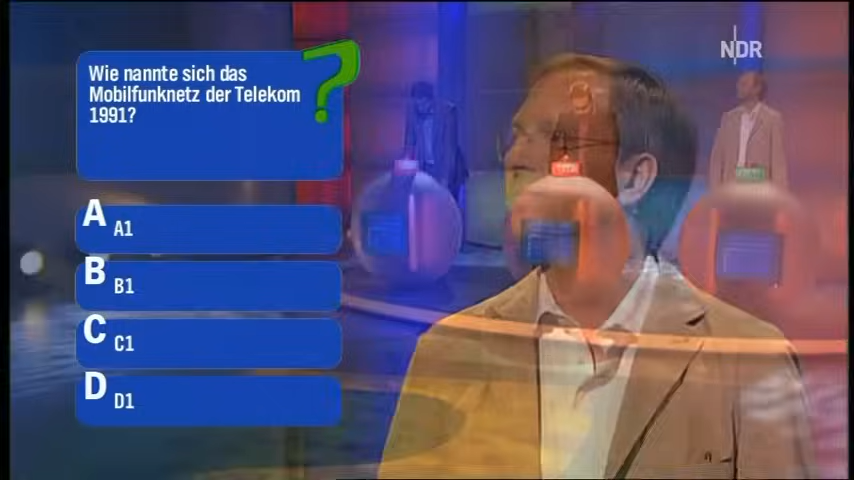 NDR
Wie nannte sich das
Mobilfunknetz der Telekom
1991?
?
A A1
B B1
C C1
D D1